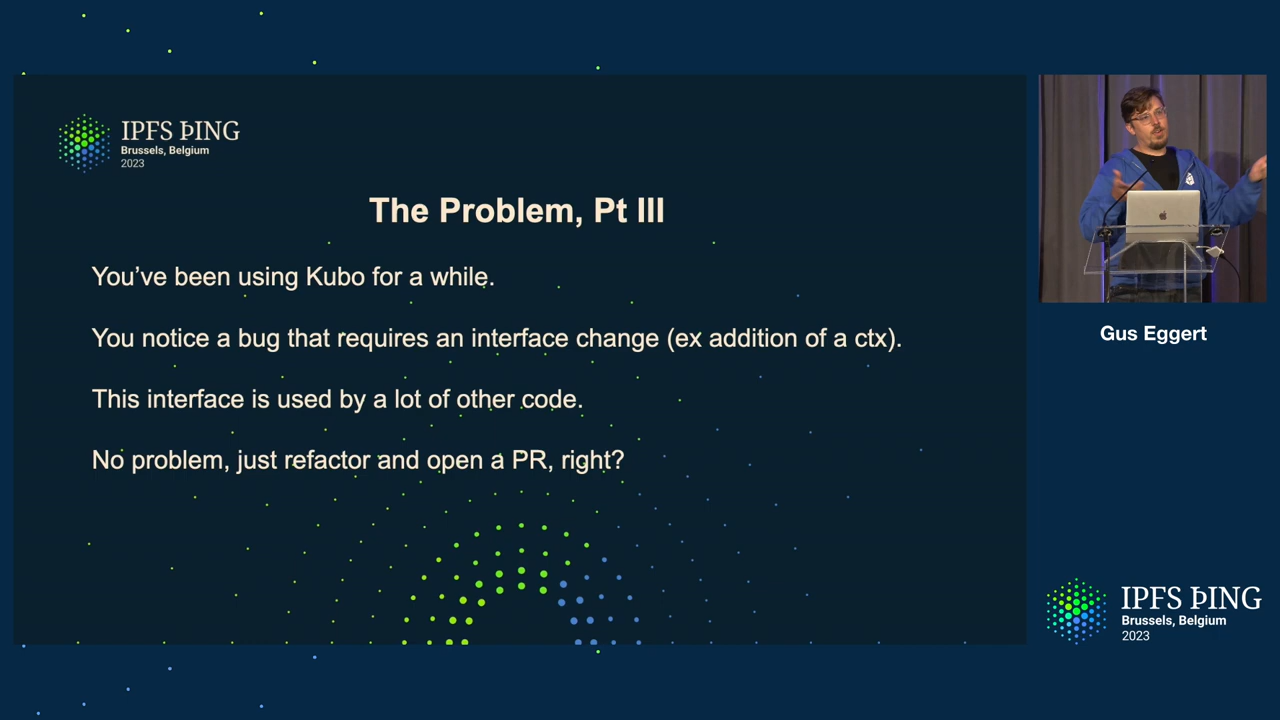 IPFS ÞING
Brussels, Belgium
2023
The Problem, Pt III
You’ve been using Kubo for a while.
You notice a bug that requires an interface change (ex addition of a ctx).
This interface is used by a lot of other code.
No problem, just refactor and open a PR, right?
Gus Eggert
IPFS ÞING
Brussels, Belgium
2023